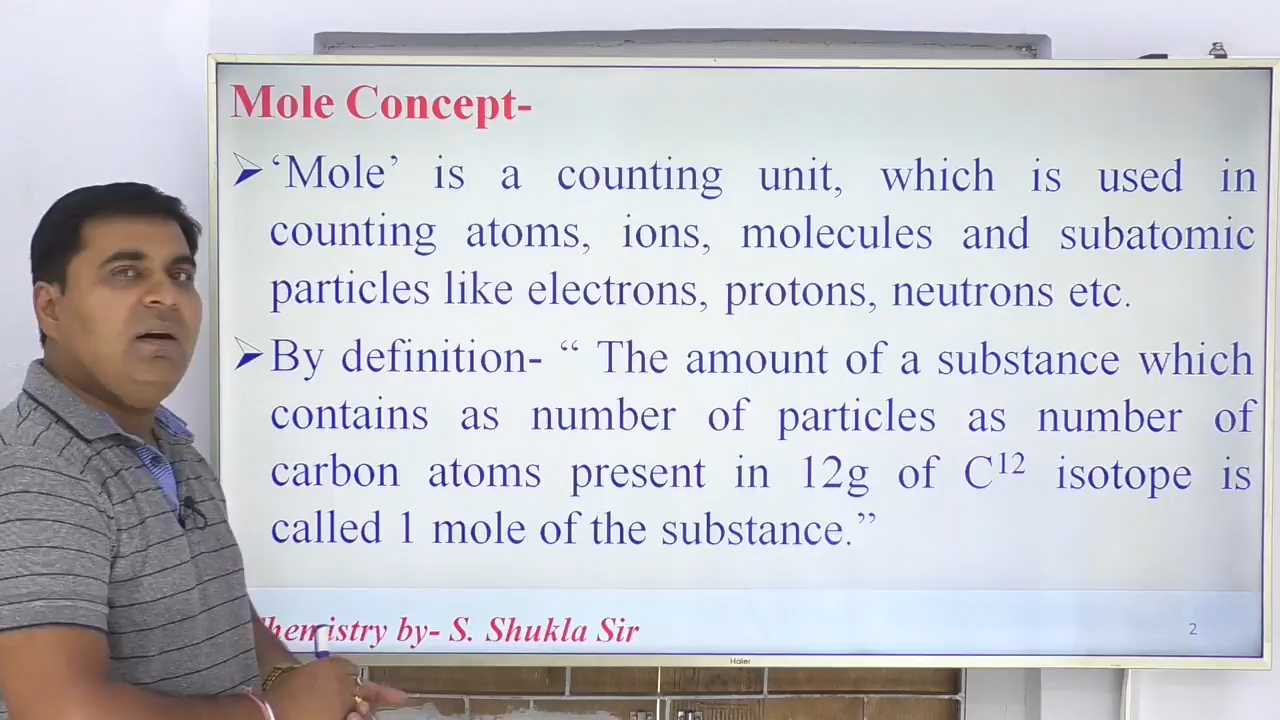 Mole Concept-
‘Mole’ is a counting unit, which is used in
counting atoms, ions, molecules and subatomic
particles like electrons, protons, neutrons etc.
By definition- “ The amount of a substance which
contains as number of particles as number of
carbon atoms present in 12g of C¹² isotope is
called 1 mole of the substance.”
Chemistry by- S. Shukla Sir
2
Haier